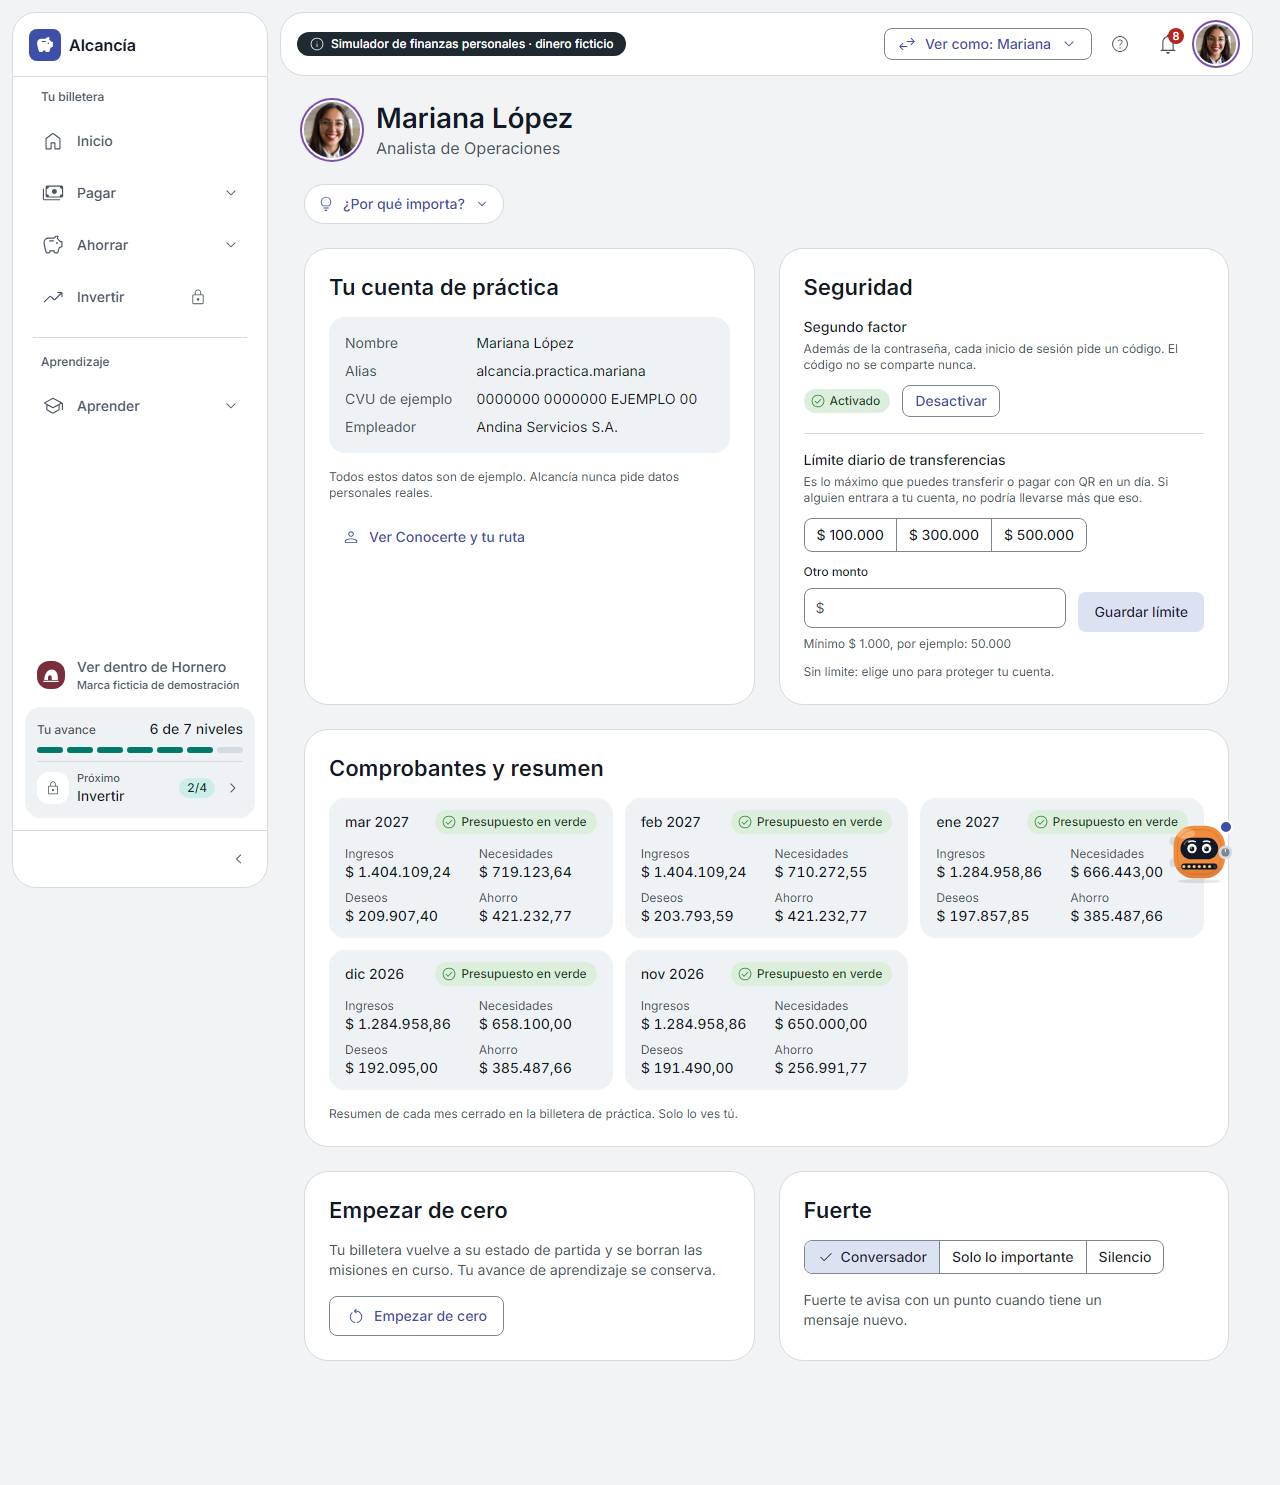 Alcancía
Tu billetera
Inicio
Pagar
Ahorrar
Invertir
Aprendizaje
Aprender
Ver dentro de Hornero
Marca ficticia de demostración
Tu avance
6 de 7 niveles
Próximo
Invertir
2/4
Simulador de finanzas personales · dinero ficticio
Ver como: Mariana
8
Mariana López
Analista de Operaciones
¿Por qué importa?
Tu cuenta de práctica
Nombre Mariana López
Alias alcancia.practica.mariana
CVU de ejemplo 0000000 0000000 EJEMPLO 00
Empleador Andina Servicios S.A.
Todos estos datos son de ejemplo. Alcancía nunca pide datos
personales reales.
Ver Conocerte y tu ruta
Seguridad
Segundo factor
Además de la contraseña, cada inicio de sesión pide un código. El
código no se comparte nunca.
Activado
Desactivar
Límite diario de transferencias
Es lo máximo que puedes transferir o pagar con QR en un día. Si
alguien entrara a tu cuenta, no podría llevarse más que eso.
$ 100.000 $ 300.000 $ 500.000
Otro monto
$
Guardar límite
Mínimo $ 1.000, por ejemplo: 50.000
Sin límite: elige uno para proteger tu cuenta.
Comprobantes y resumen
mar 2027 Presupuesto en verde
Ingresos Necesidades
$ 1.404.109,24 $ 719.123,64
Deseos Ahorro
$ 209.907,40 $ 421.232,77
feb 2027 Presupuesto en verde
Ingresos Necesidades
$ 1.404.109,24 $ 710.272,55
Deseos Ahorro
$ 203.793,59 $ 421.232,77
ene 2027 Presupuesto en verde
Ingresos Necesidades
$ 1.284.958,86 $ 666.443,00
Deseos Ahorro
$ 197.857,85 $ 385.487,66
dic 2026 Presupuesto en verde
Ingresos Necesidades
$ 1.284.958,86 $ 658.100,00
Deseos Ahorro
$ 192.095,00 $ 385.487,66
nov 2026 Presupuesto en verde
Ingresos Necesidades
$ 1.284.958,86 $ 650.000,00
Deseos Ahorro
$ 191.490,00 $ 256.991,77
Resumen de cada mes cerrado en la billetera de práctica. Solo lo ves tú.
Empezar de cero
Tu billetera vuelve a su estado de partida y se borran las
misiones en curso. Tu avance de aprendizaje se conserva.
Empezar de cero
Fuerte
Conversador Solo lo importante Silencio
Fuerte te avisa con un punto cuando tiene un
mensaje nuevo.